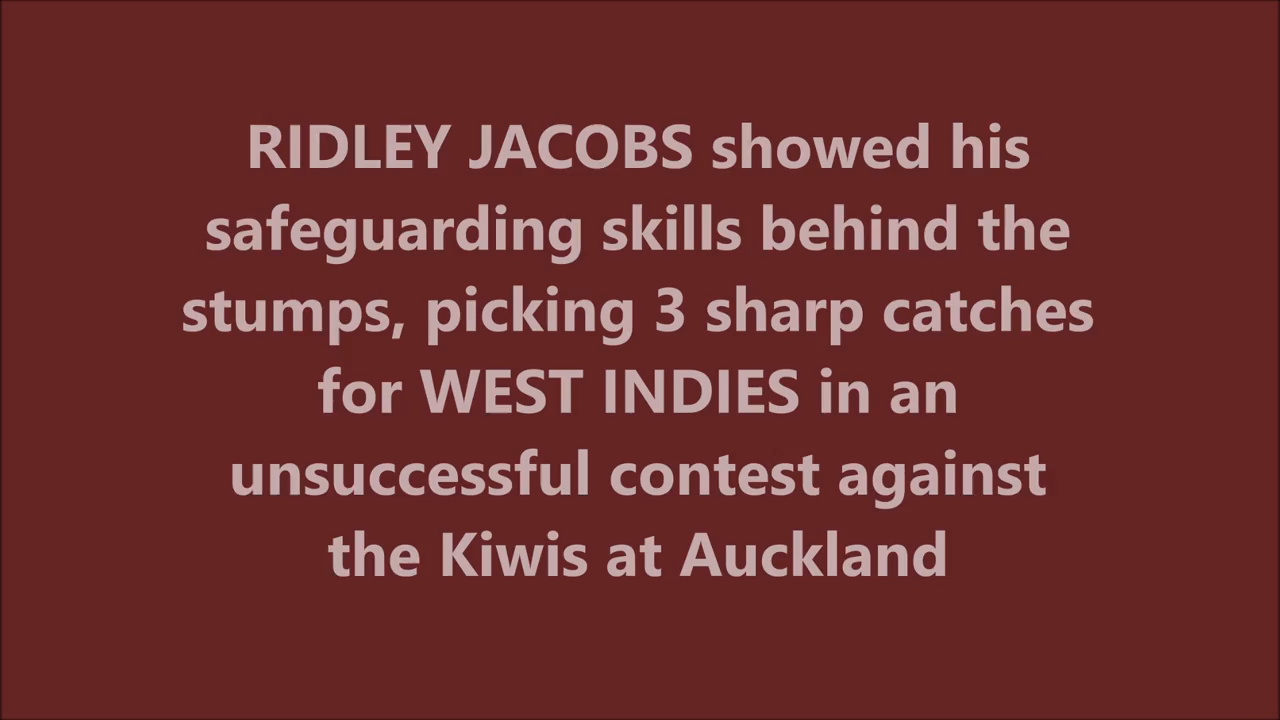 RIDLEY JACOBS showed his
safeguarding skills behind the
stumps, picking 3 sharp catches
for WEST INDIES in an
unsuccessful contest against
the Kiwis at Auckland